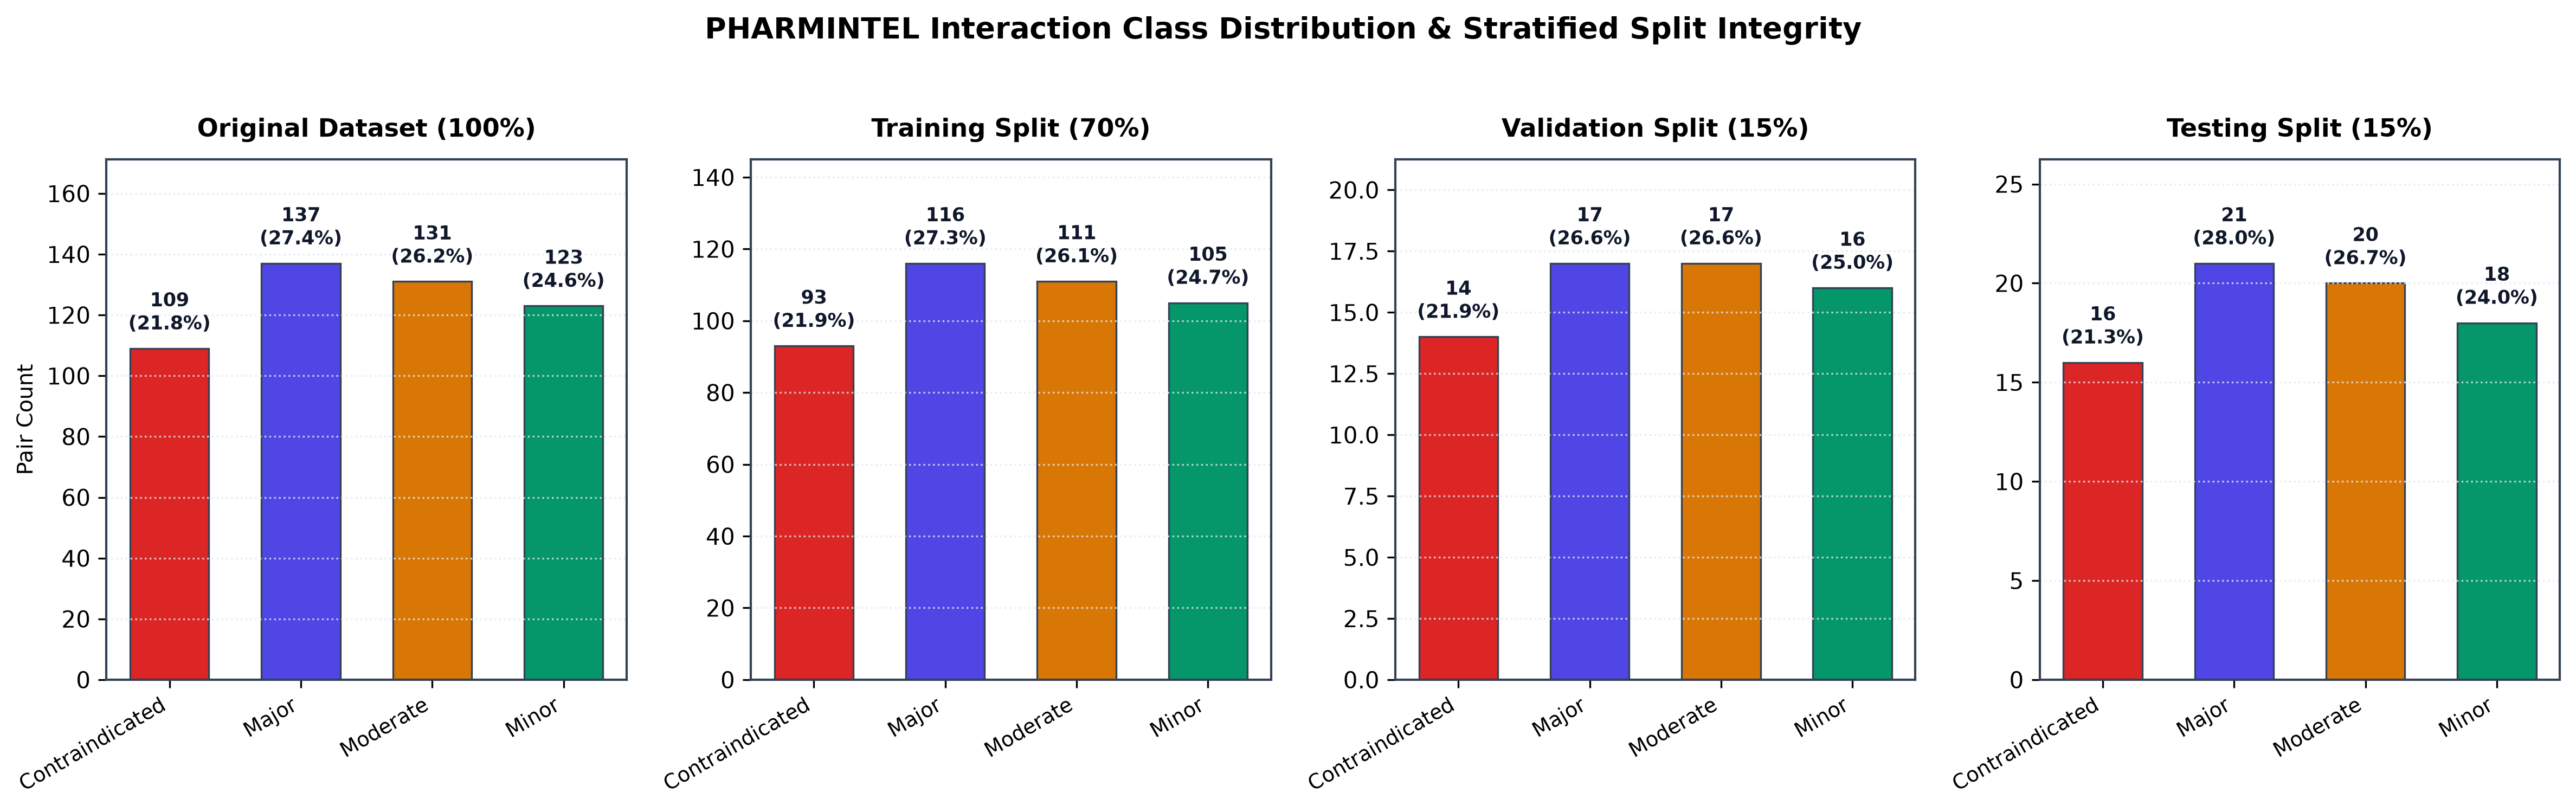 PHARMINTEL Interaction Class Distribution & Stratified Split Integrity
Original Dataset (100%)
Pair Count
160
140
120
100
80
60
40
20
0
109
(21.8%)
137
(27.4%)
131
(26.2%)
123
(24.6%)
Contraindicated
Major
Moderate
Minor
Training Split (70%)
140
120
100
80
60
40
20
0
93
(21.9%)
116
(27.3%)
111
(26.1%)
105
(24.7%)
Contraindicated
Major
Moderate
Minor
Validation Split (15%)
20.0
17.5
15.0
12.5
10.0
7.5
5.0
2.5
0.0
14
(21.9%)
17
(26.6%)
17
(26.6%)
16
(25.0%)
Contraindicated
Major
Moderate
Minor
Testing Split (15%)
25
20
15
10
5
0
16
(21.3%)
21
(28.0%)
20
(26.7%)
18
(24.0%)
Contraindicated
Major
Moderate
Minor